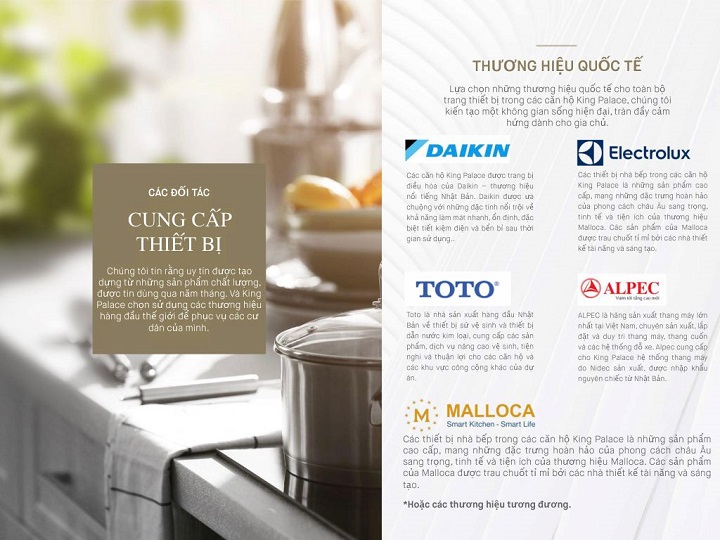 CÁC ĐỐI TÁC
CUNG CẤP
THIẾT BỊ
Chúng tôi tin rằng uy tín được tạo
dựng từ những sản phẩm chất lượng,
được tin dùng qua năm tháng. Và King
Palace chọn sử dụng các thương hiệu
hàng đầu thế giới để phục vụ các cư
dân của mình.
THƯƠNG HIỆU QUỐC TẾ
Lựa chọn những thương hiệu quốc tế cho toàn bộ
trang thiết bị trong các căn hộ King Palace, chúng tôi
kiến tạo một không gian sống hiện đại, tràn đầy cảm
hứng dành cho gia chủ.
DAIKIN
Các căn hộ King Palace được trang bị
điều hòa của Daikin – thương hiệu
nổi tiếng Nhật Bản. Daikin được ưa
chuộng với những đặc tính nổi trội về
khả năng làm mát nhanh, ổn định, đặc
biệt tiết kiệm điện và bền bỉ sau thời
gian sử dụng..
Electrolux
Các thiết bị nhà bếp trong các căn hộ
King Palace là những sản phẩm cao
cấp, mang những đặc trưng hoàn hảo
của phong cách châu Âu sang trọng,
tinh tế và tiện ích của thương hiệu
Malloca. Các sản phẩm của Malloca
được trau chuốt tỉ mỉ bởi các nhà thiết
kế tài năng và sáng tạo.
TOTO®
Toto là nhà sản xuất hàng đầu Nhật
Bản về thiết bị sứ vệ sinh và thiết bị
dẫn nước kim loại, cung cấp các sản
phẩm, dịch vụ nâng cao vệ sinh, tiện
nghi và thuận lợi cho các căn hộ và
các khu vực công cộng khác của dự
án.
ALPEC
Vươn tới tầng cao mới
ALPEC là hãng sản xuất thang máy lớn
nhất tại Việt Nam, chuyên sản xuất, lắp
đặt và duy trì thang máy, thang cuốn
và các hệ thống đỗ xe. Alpec cung cấp
cho King Palace hệ thống thang máy
do Nidec sản xuất, được nhập khẩu
nguyên chiếc từ Nhật Bản.
M MALLOCA
Smart Kitchen - Smart Life
Các thiết bị nhà bếp trong các căn hộ King Palace là những sản phẩm
cao cấp, mang những đặc trưng hoàn hảo của phong cách châu Âu
sang trọng, tinh tế và tiện ích của thương hiệu Malloca. Các sản phẩm
của Malloca được trau chuốt tỉ mỉ bởi các nhà thiết kế tài năng và sáng
tạo.
*Hoặc các thương hiệu tương đương.